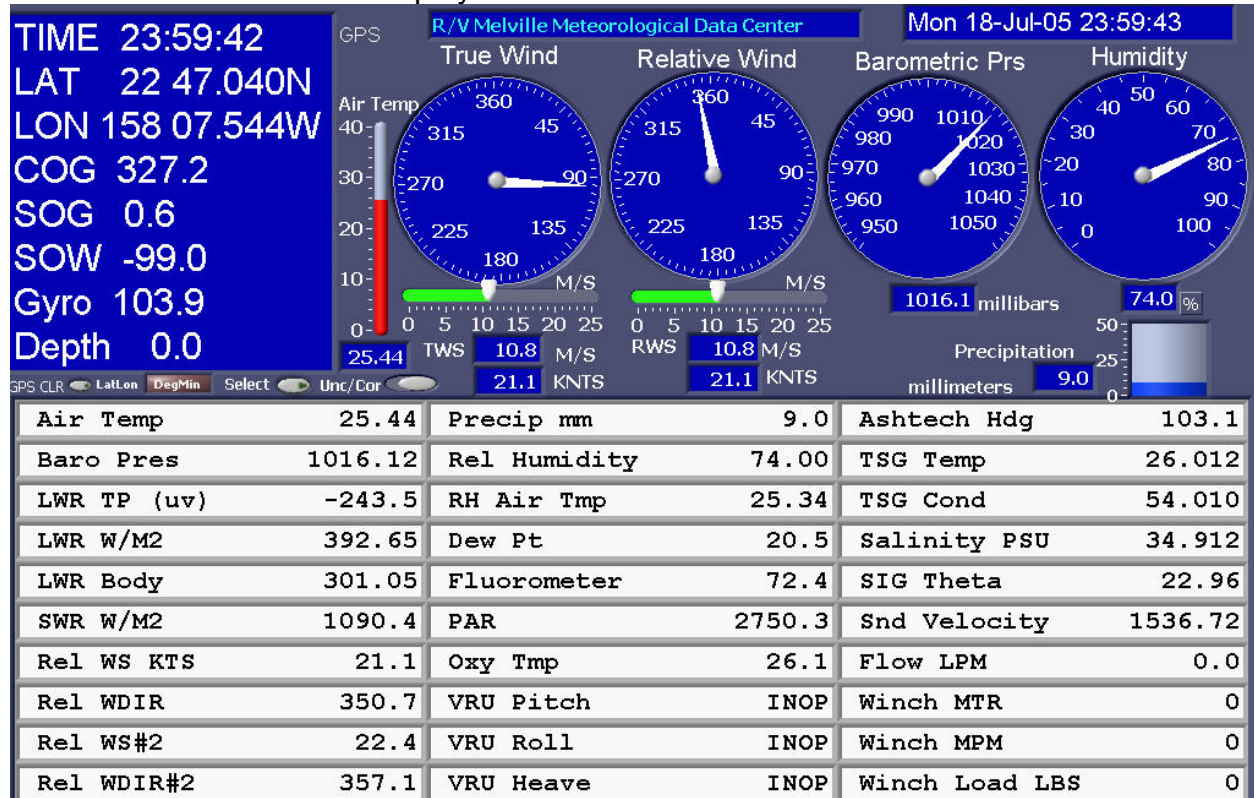 TIME 23:59:42
LAT 22 47.040N
LON 158 07.544W
COG 327.2
SOG 0.6
SOW -99.0
Gyro 103.9
Depth 0.0
GPS CLR LatLon DegMin Select Unc/Cor
GPS
R/V Melville Meteorological Data Center
Mon 18-Jul-05 23:59:43
Air Temp
40
30
20
10
0
25.44
True Wind
360
45
90
135
180
225
270
315
M/S
0 5 10 15 20 25
TWS 10.8 M/S
21.1 KNTS
Relative Wind
360
45
90
135
180
225
270
315
M/S
0 5 10 15 20 25
RWS 10.8 M/S
21.1 KNTS
Barometric Prs
950
960
970
980
990
1010
1020
1030
1040
1050
1016.1 millibars
Humidity
0
10
20
30
40
50
60
70
80
90
100
74.0 %
Precipitation
millimeters 9.0
50
25
0
Air Temp 25.44 Precip mm 9.0 Ashtech Hdg 103.1
Baro Pres 1016.12 Rel Humidity 74.00 TSG Temp 26.012
LWR TP (uv) -243.5 RH Air Tmp 25.34 TSG Cond 54.010
LWR W/M2 392.65 Dew Pt 20.5 Salinity PSU 34.912
LWR Body 301.05 Fluorometer 72.4 SIG Theta 22.96
SWR W/M2 1090.4 PAR 2750.3 Snd Velocity 1536.72
Rel WS KTS 21.1 Oxy Tmp 26.1 Flow LPM 0.0
Rel WDIR 350.7 VRU Pitch INOP Winch MTR 0
Rel WS#2 22.4 VRU Roll INOP Winch MPM 0
Rel WDIR#2 357.1 VRU Heave INOP Winch Load LBS 0